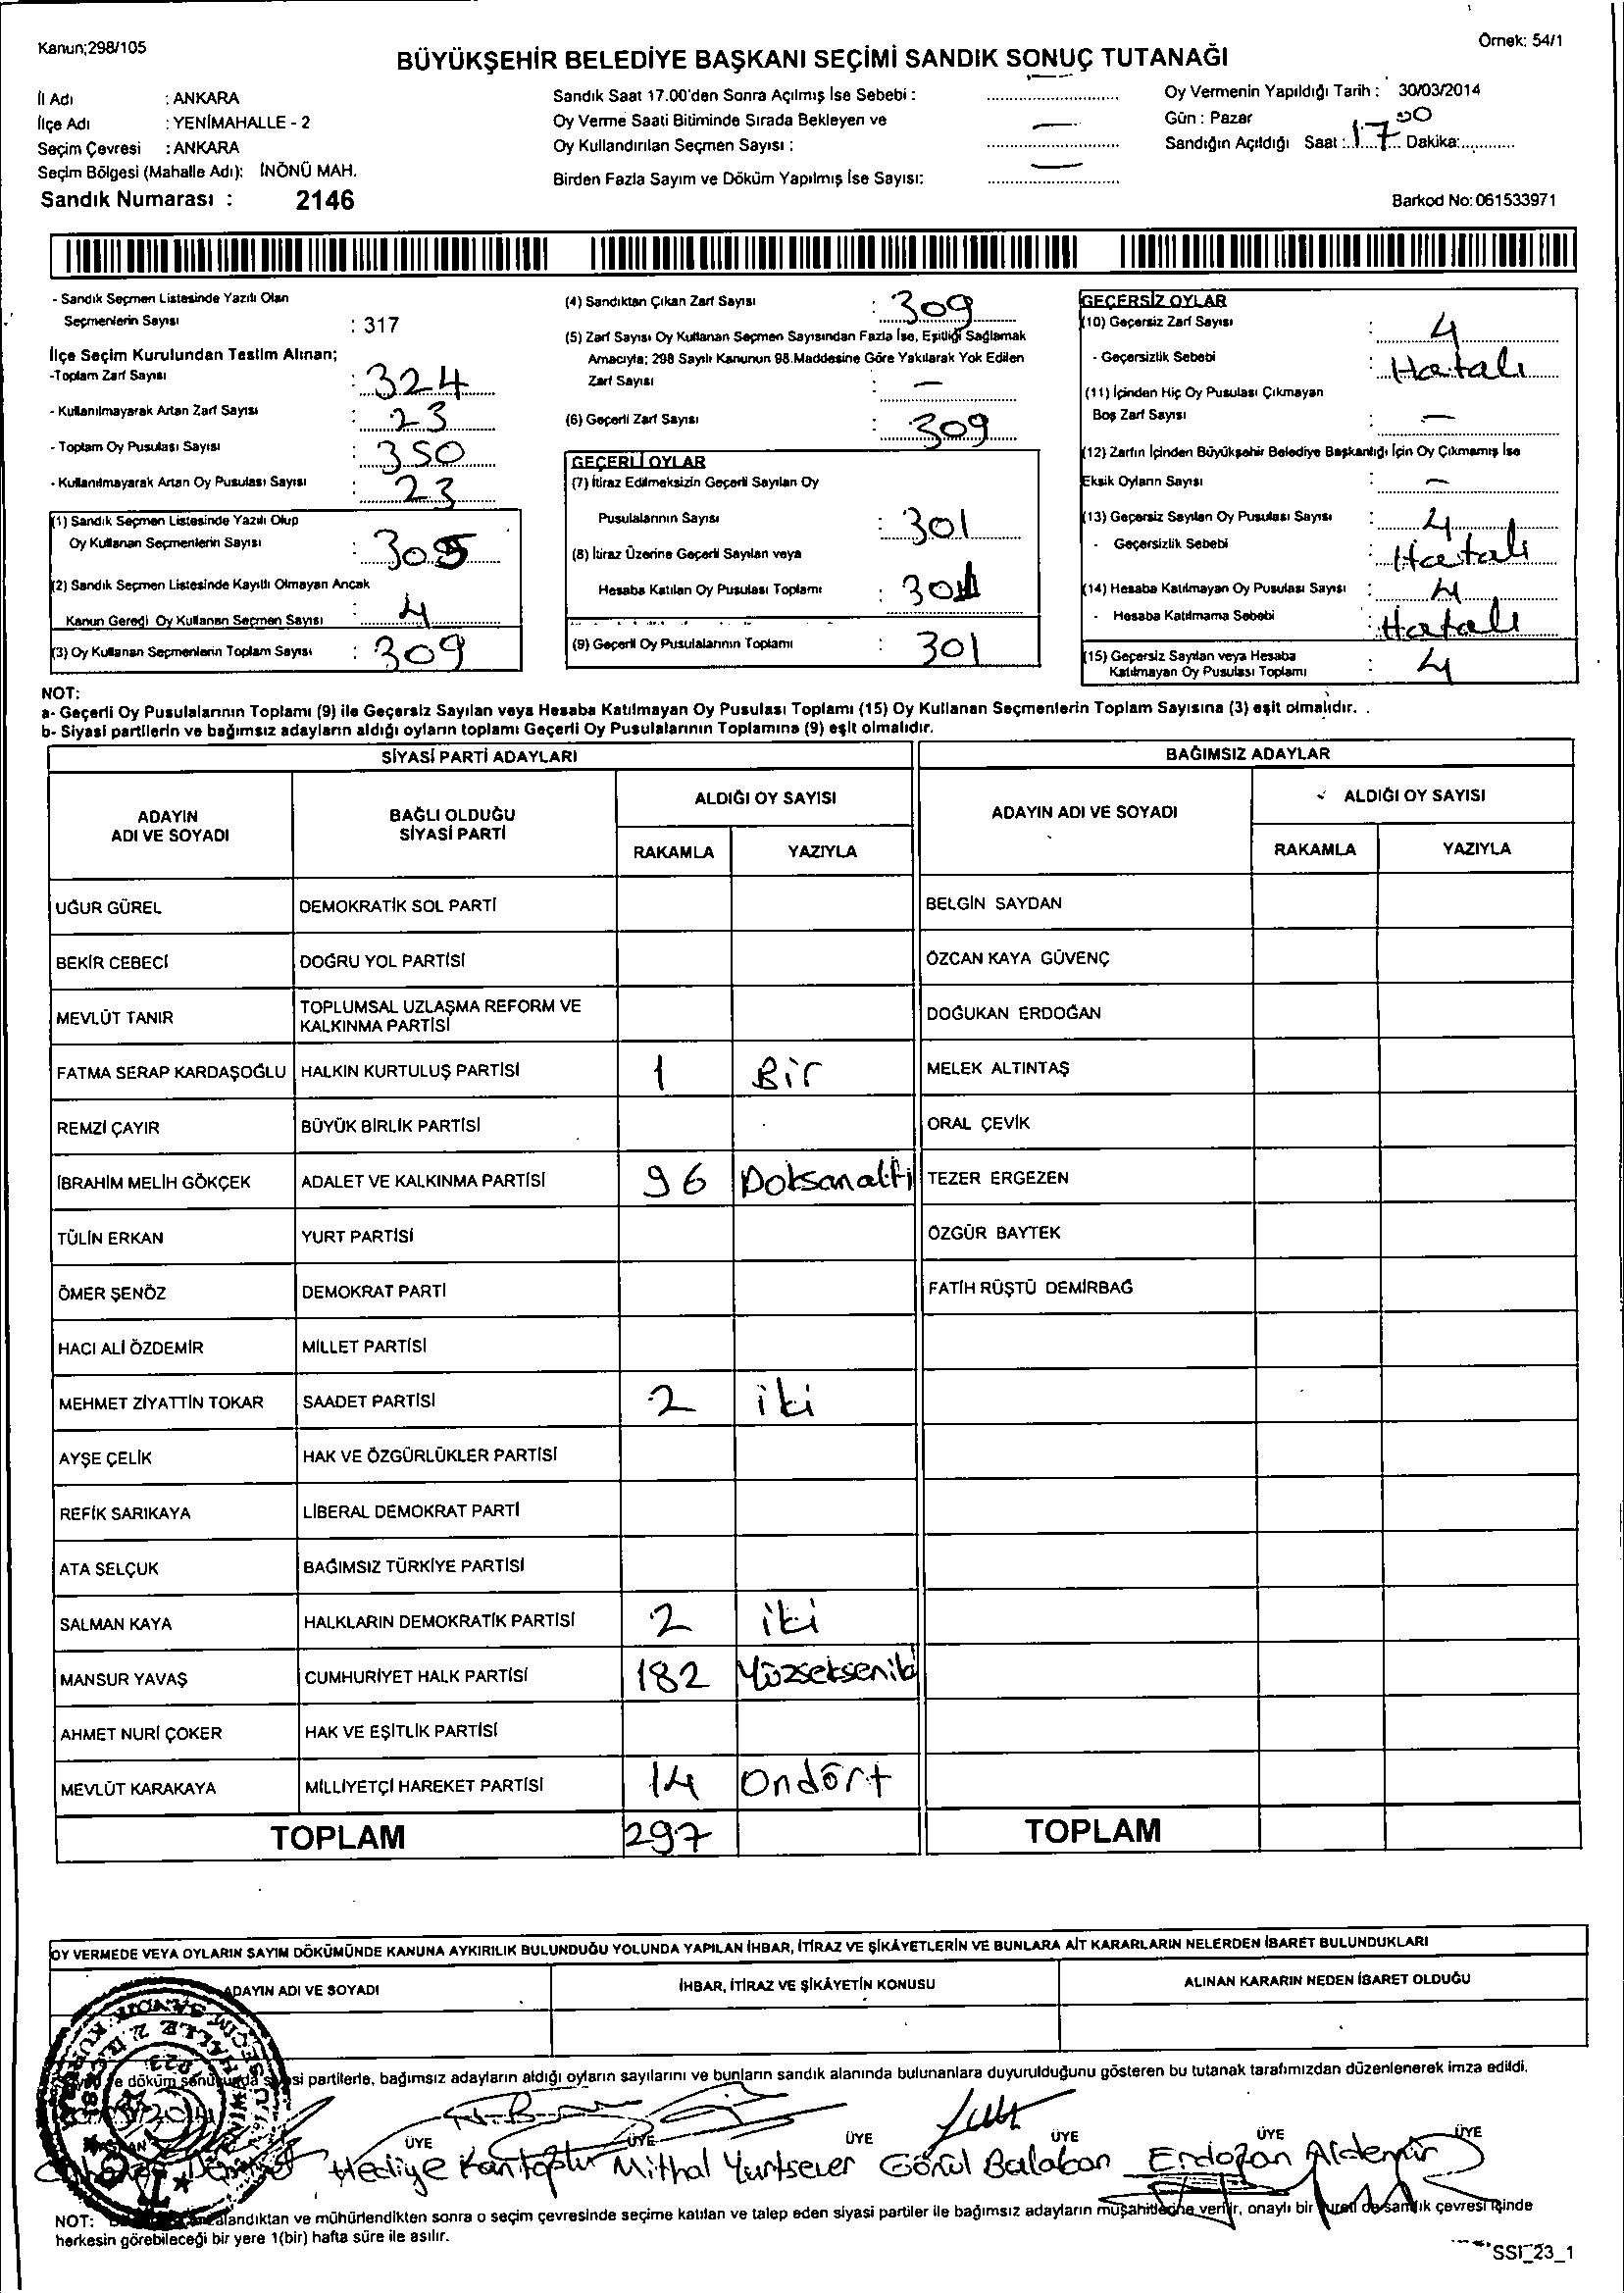 Kanun;298/105
Örnek: 54/1
BÜYÜKŞEHİR BELEDİYE BAŞKANI SEÇİMİ SANDIK SONUÇ TUTANAĞI
İl Adı : ANKARA
İlçe Adı : YENİMAHALLE - 2
Seçim Çevresi : ANKARA
Seçim Bölgesi (Mahalle Adı): İNÖNÜ MAH.
Sandık Numarası : 2146
Sandık Saat 17.00'den Sonra Açılmış İse Sebebi : —
Oy Verme Saati Bitiminde Sırada Bekleyen ve
Oy Kullandırılan Seçmen Sayısı : —
Birden Fazla Sayım ve Döküm Yapılmış İse Sayısı: —
Oy Vermenin Yapıldığı Tarih : 30/03/2014
Gün : Pazar
Sandığın Açıldığı Saat : 17 Dakika: 00
Barkod No: 061533971
- Sandık Seçmen Listesinde Yazılı Olan
Seçmenlerin Sayısı : 317
İlçe Seçim Kurulundan Teslim Alınan;
-Toplam Zarf Sayısı : 324
- Kullanılmayarak Artan Zarf Sayısı : 23
- Toplam Oy Pusulası Sayısı : 350
- Kullanılmayarak Artan Oy Pusulası Sayısı : 23
(1) Sandık Seçmen Listesinde Yazılı Olup
Oy Kullanan Seçmenlerin Sayısı : 305
(2) Sandık Seçmen Listesinde Kayıtlı Olmayan Ancak
Kanun Gereği Oy Kullanan Seçmen Sayısı 4
(3) Oy Kullanan Seçmenlerin Toplam Sayısı : 309
(4) Sandıktan Çıkan Zarf Sayısı : 309
(5) Zarf Sayısı Oy Kullanan Seçmen Sayısından Fazla İse, Eşitliği Sağlamak
Amacıyla; 298 Sayılı Kanunun 98.Maddesine Göre Yakılarak Yok Edilen
Zarf Sayısı : —
(6) Geçerli Zarf Sayısı : 309
GEÇERLİ OYLAR
(7) İtiraz Edilmeksizin Geçerli Sayılan Oy
Pusulalarının Sayısı : 301
(8) İtiraz Üzerine Geçerli Sayılan veya
Hesaba Katılan Oy Pusulası Toplamı : 301
(9) Geçerli Oy Pusulalarının Toplamı : 301
GEÇERSİZ OYLAR
(10) Geçersiz Zarf Sayısı : 4
- Geçersizlik Sebebi : Hatalı
(11) İçinden Hiç Oy Pusulası Çıkmayan
Boş Zarf Sayısı : —
(12) Zarfın İçinden Büyükşehir Belediye Başkanlığı İçin Oy Çıkmamış İse
Eksik Oyların Sayısı : —
(13) Geçersiz Sayılan Oy Pusulası Sayısı : 4
- Geçersizlik Sebebi : Hatalı
(14) Hesaba Katılmayan Oy Pusulası Sayısı : 4
- Hesaba Katılmama Sebebi : Hatalı
(15) Geçersiz Sayılan veya Hesaba
Katılmayan Oy Pusulası Toplamı : 4
NOT:
a- Geçerli Oy Pusulalarının Toplamı (9) ile Geçersiz Sayılan veya Hesaba Katılmayan Oy Pusulası Toplamı (15) Oy Kullanan Seçmenlerin Toplam Sayısına (3) eşit olmalıdır.
b- Siyasi partilerin ve bağımsız adayların aldığı oyların toplamı Geçerli Oy Pusulalarının Toplamına (9) eşit olmalıdır.
SİYASİ PARTİ ADAYLARI BAĞIMSIZ ADAYLAR
ADAYIN ADI VE SOYADI
BAĞLI OLDUĞU SİYASİ PARTİ
ALDIĞI OY SAYISI
RAKAMLA YAZIYLA
ADAYIN ADI VE SOYADI
ALDIĞI OY SAYISI
RAKAMLA YAZIYLA
UĞUR GÜREL DEMOKRATİK SOL PARTİ BELGİN SAYDAN
BEKİR CEBECİ DOĞRU YOL PARTİSİ ÖZCAN KAYA GÜVENÇ
MEVLÜT TANIR TOPLUMSAL UZLAŞMA REFORM VE KALKINMA PARTİSİ DOĞUKAN ERDOĞAN
FATMA SERAP KARDAŞOĞLU HALKIN KURTULUŞ PARTİSİ 1 Bir MELEK ALTINTAŞ
REMZİ ÇAYIR BÜYÜK BİRLİK PARTİSİ ORAL ÇEVİK
İBRAHİM MELİH GÖKÇEK ADALET VE KALKINMA PARTİSİ 96 Doksanaltı TEZER ERGEZEN
TÜLİN ERKAN YURT PARTİSİ ÖZGÜR BAYTEK
ÖMER ŞENÖZ DEMOKRAT PARTİ FATİH RÜŞTÜ DEMİRBAĞ
HACI ALİ ÖZDEMİR MİLLET PARTİSİ
MEHMET ZİYATTİN TOKAR SAADET PARTİSİ 2 iki
AYŞE ÇELİK HAK VE ÖZGÜRLÜKLER PARTİSİ
REFİK SARIKAYA LİBERAL DEMOKRAT PARTİ
ATA SELÇUK BAĞIMSIZ TÜRKİYE PARTİSİ
SALMAN KAYA HALKLARIN DEMOKRATİK PARTİSİ 2 iki
MANSUR YAVAŞ CUMHURİYET HALK PARTİSİ 182 Yüzsekseniki
AHMET NURİ ÇOKER HAK VE EŞİTLİK PARTİSİ
MEVLÜT KARAKAYA MİLLİYETÇİ HAREKET PARTİSİ 14 Ondört
TOPLAM 297 TOPLAM
OY VERMEDE VEYA OYLARIN SAYIM DÖKÜMÜNDE KANUNA AYKIRILIK BULUNDUĞU YOLUNDA YAPILAN İHBAR, İTİRAZ VE ŞİKÂYETLERİN VE BUNLARA AİT KARARLARIN NELERDEN İBARET BULUNDUKLARI
ADAYIN ADI VE SOYADI İHBAR, İTİRAZ VE ŞİKÂYETİN KONUSU ALINAN KARARIN NEDEN İBARET OLDUĞU
döküm sonucunda siyasi partilerle, bağımsız adayların aldığı oyların sayılarını ve bunların sandık alanında bulunanlara duyurulduğunu gösteren bu tutanak tarafımızdan düzenlenerek imza edildi.
ÜYE ÜYE ÜYE ÜYE ÜYE ÜYE
Hediye Kantoplu Mithal Yurtsever Gönül Balaban Erdoğan Aldemir
NOT: ve mühürlendikten sonra o seçim çevresinde seçime katılan ve talep eden siyasi partiler ile bağımsız adayların müşahitlerine verilir, onaylı bir sureti de sandık çevresi içinde
herkesin görebileceği bir yere 1(bir) hafta süre ile asılır.
SSI_23_1